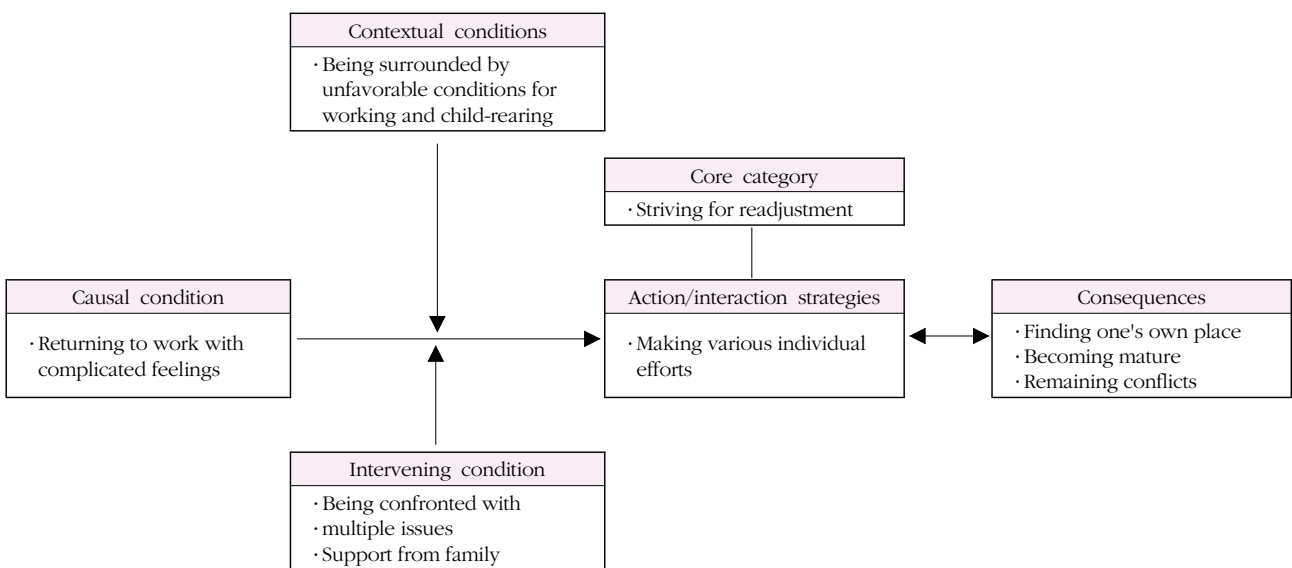 Contextual conditions
· Being surrounded by
unfavorable conditions for
working and child-rearing
Core category
· Striving for readjustment
Causal condition
· Returning to work with
complicated feelings
Action/interaction strategies
· Making various individual
efforts
Consequences
· Finding one's own place
· Becoming mature
· Remaining conflicts
Intervening condition
· Being confronted with
· multiple issues
· Support from family